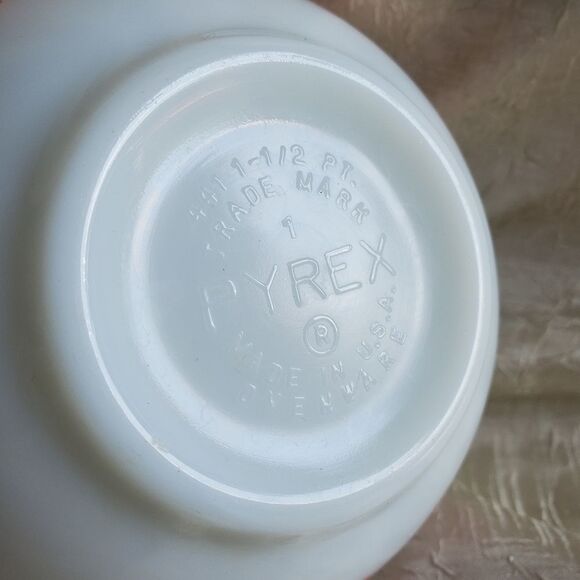 441 1-1/2 PT.
TRADE MARK
1
PYREX
®
MADE IN U.S.A.
OVENWARE